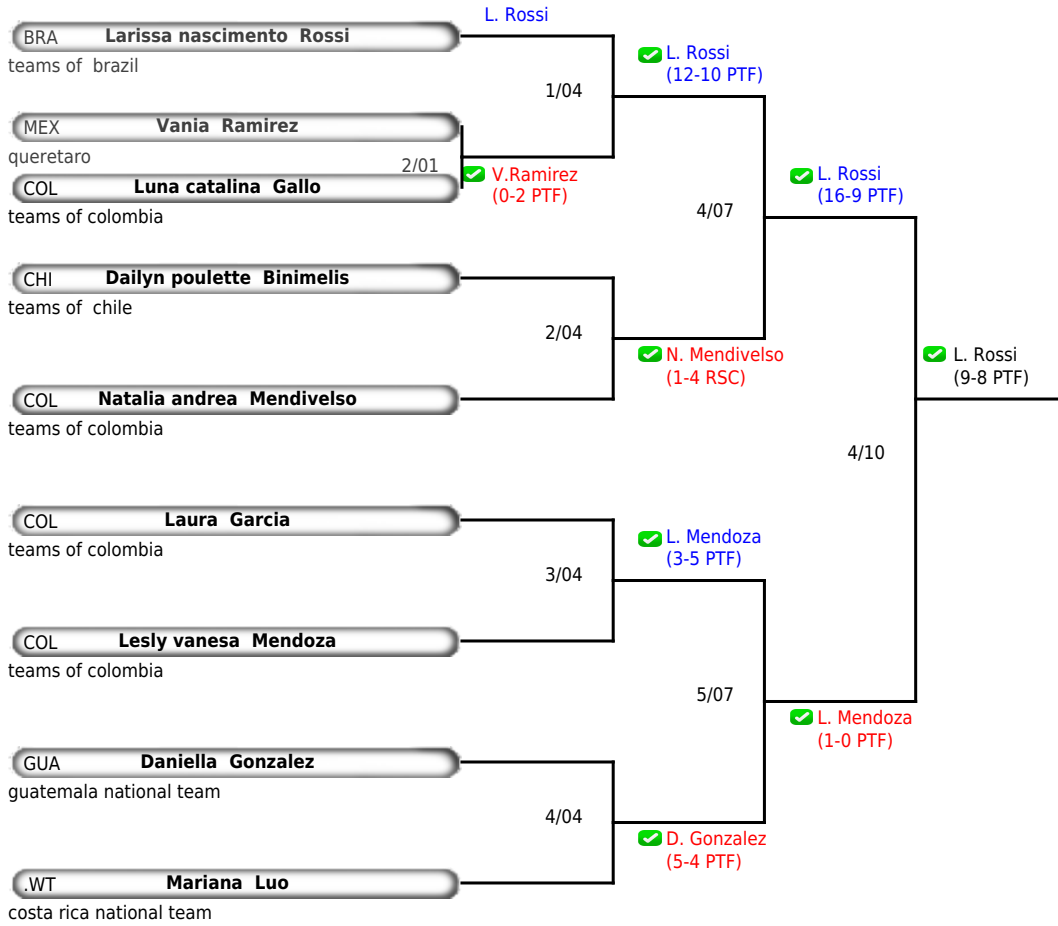 L. Rossi
BRA Larissa nascimento Rossi
teams of brazil
L. Rossi
(12-10 PTF)
1/04
MEX Vania Ramirez
queretaro
2/01
V.Ramirez
(0-2 PTF)
COL Luna catalina Gallo
teams of colombia
L. Rossi
(16-9 PTF)
4/07
CHI Dailyn poulette Binimelis
teams of chile
2/04
N. Mendivelso
(1-4 RSC)
L. Rossi
(9-8 PTF)
COL Natalia andrea Mendivelso
teams of colombia
4/10
COL Laura Garcia
teams of colombia
L. Mendoza
(3-5 PTF)
3/04
COL Lesly vanesa Mendoza
teams of colombia
5/07
L. Mendoza
(1-0 PTF)
GUA Daniella Gonzalez
guatemala national team
4/04
D. Gonzalez
(5-4 PTF)
.WT Mariana Luo
costa rica national team